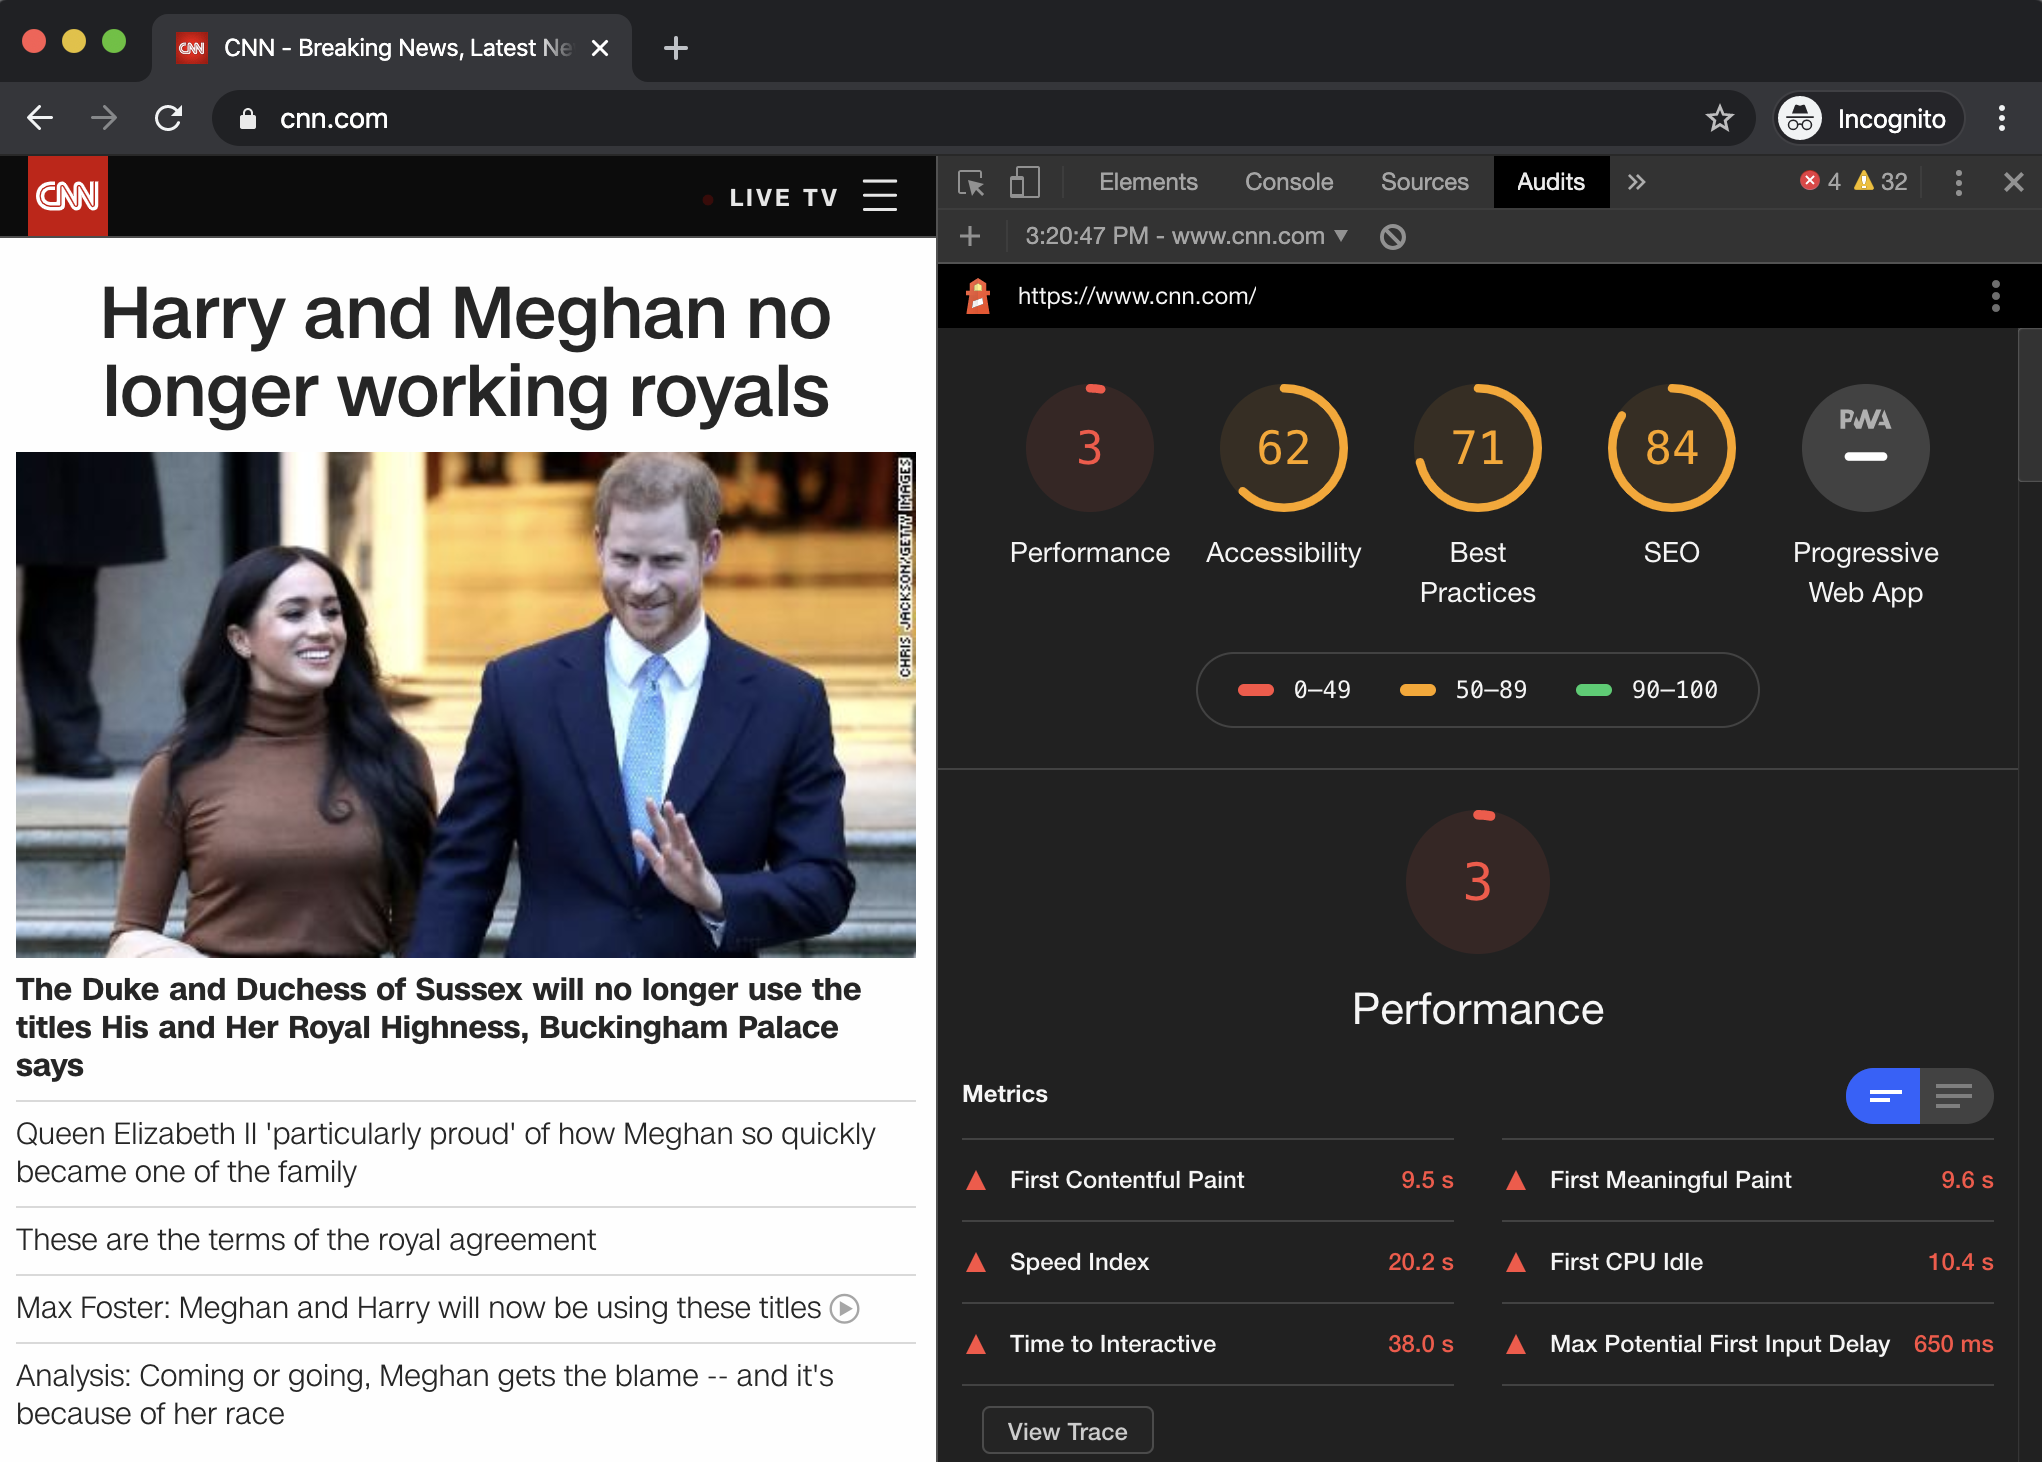 CNN - Breaking News, Latest Ne
cnn.com
Incognito
CNN
LIVE TV
Harry and Meghan no
longer working royals
CHRIS JACKSON/GETTY IMAGES
The Duke and Duchess of Sussex will no longer use the
titles His and Her Royal Highness, Buckingham Palace
says
Queen Elizabeth II 'particularly proud' of how Meghan so quickly
became one of the family
These are the terms of the royal agreement
Max Foster: Meghan and Harry will now be using these titles
Analysis: Coming or going, Meghan gets the blame -- and it's
because of her race
Elements Console Sources Audits » 4 32
3:20:47 PM - www.cnn.com
https://www.cnn.com/
3 62 71 84 PWA
Performance Accessibility Best SEO Progressive
Practices Web App
0–49 50–89 90–100
3
Performance
Metrics
First Contentful Paint 9.5 s First Meaningful Paint 9.6 s
Speed Index 20.2 s First CPU Idle 10.4 s
Time to Interactive 38.0 s Max Potential First Input Delay 650 ms
View Trace